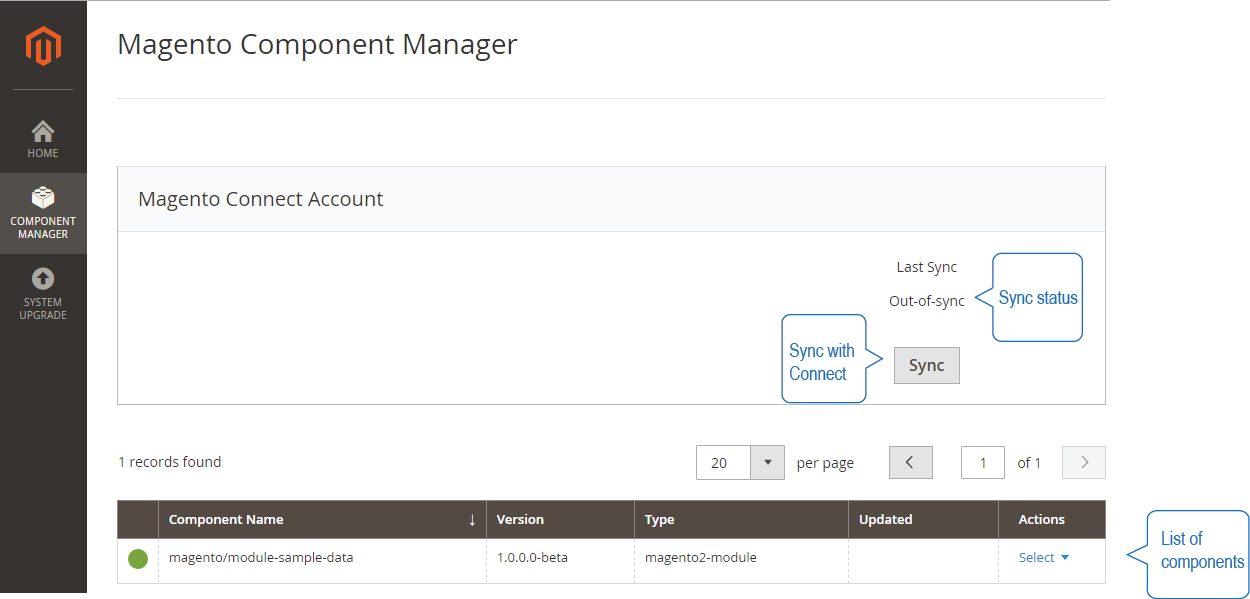 Magento Component Manager
HOME
COMPONENT
MANAGER
SYSTEM
UPGRADE
Magento Connect Account
Last Sync
Out-of-sync
Sync status
Sync with
Connect
Sync
1 records found
20
per page
1
of 1
Component Name ↓ Version Type Updated Actions
magento/module-sample-data 1.0.0.0-beta magento2-module Select
List of
components